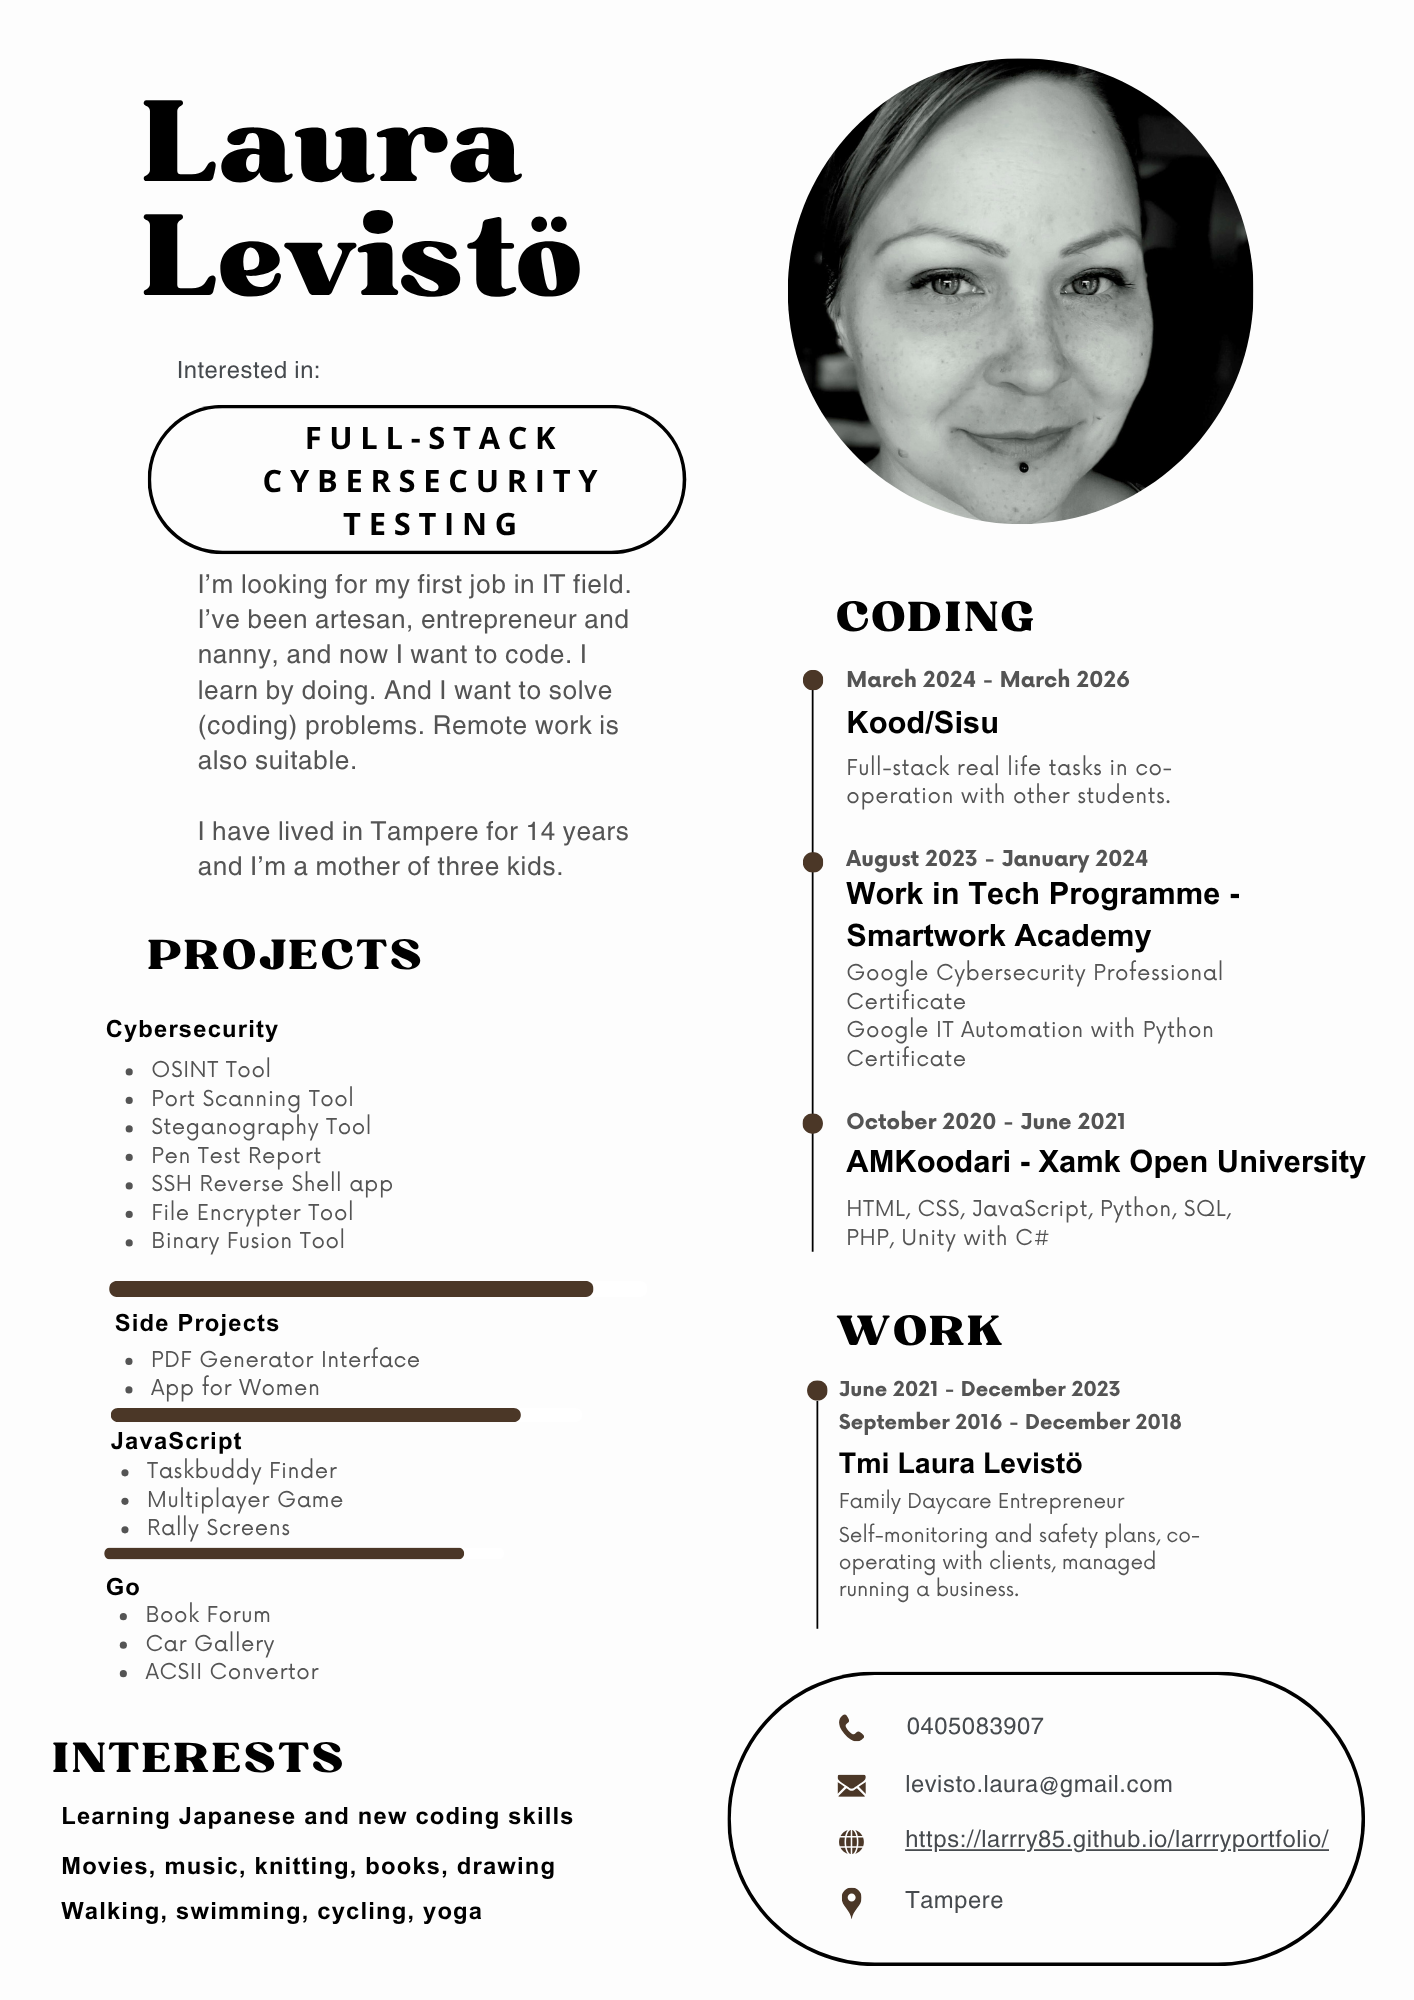 Laura
Levistö
Interested in:
FULL-STACK
CYBERSECURITY
TESTING
I’m looking for my first job in IT field.
I’ve been artesan, entrepreneur and
nanny, and now I want to code. I
learn by doing. And I want to solve
(coding) problems. Remote work is
also suitable.
I have lived in Tampere for 14 years
and I’m a mother of three kids.
PROJECTS
Cybersecurity
• OSINT Tool
• Port Scanning Tool
• Steganography Tool
• Pen Test Report
• SSH Reverse Shell app
• File Encrypter Tool
• Binary Fusion Tool
Side Projects
• PDF Generator Interface
• App for Women
JavaScript
• Taskbuddy Finder
• Multiplayer Game
• Rally Screens
Go
• Book Forum
• Car Gallery
• ACSII Convertor
INTERESTS
Learning Japanese and new coding skills
Movies, music, knitting, books, drawing
Walking, swimming, cycling, yoga
CODING
March 2024 - March 2026
Kood/Sisu
Full-stack real life tasks in co-
operation with other students.
August 2023 - January 2024
Work in Tech Programme -
Smartwork Academy
Google Cybersecurity Professional
Certificate
Google IT Automation with Python
Certificate
October 2020 - June 2021
AMKoodari - Xamk Open University
HTML, CSS, JavaScript, Python, SQL,
PHP, Unity with C#
WORK
June 2021 - December 2023
September 2016 - December 2018
Tmi Laura Levistö
Family Daycare Entrepreneur
Self-monitoring and safety plans, co-
operating with clients, managed
running a business.
0405083907
levisto.laura@gmail.com
https://larrry85.github.io/larrryportfolio/
Tampere